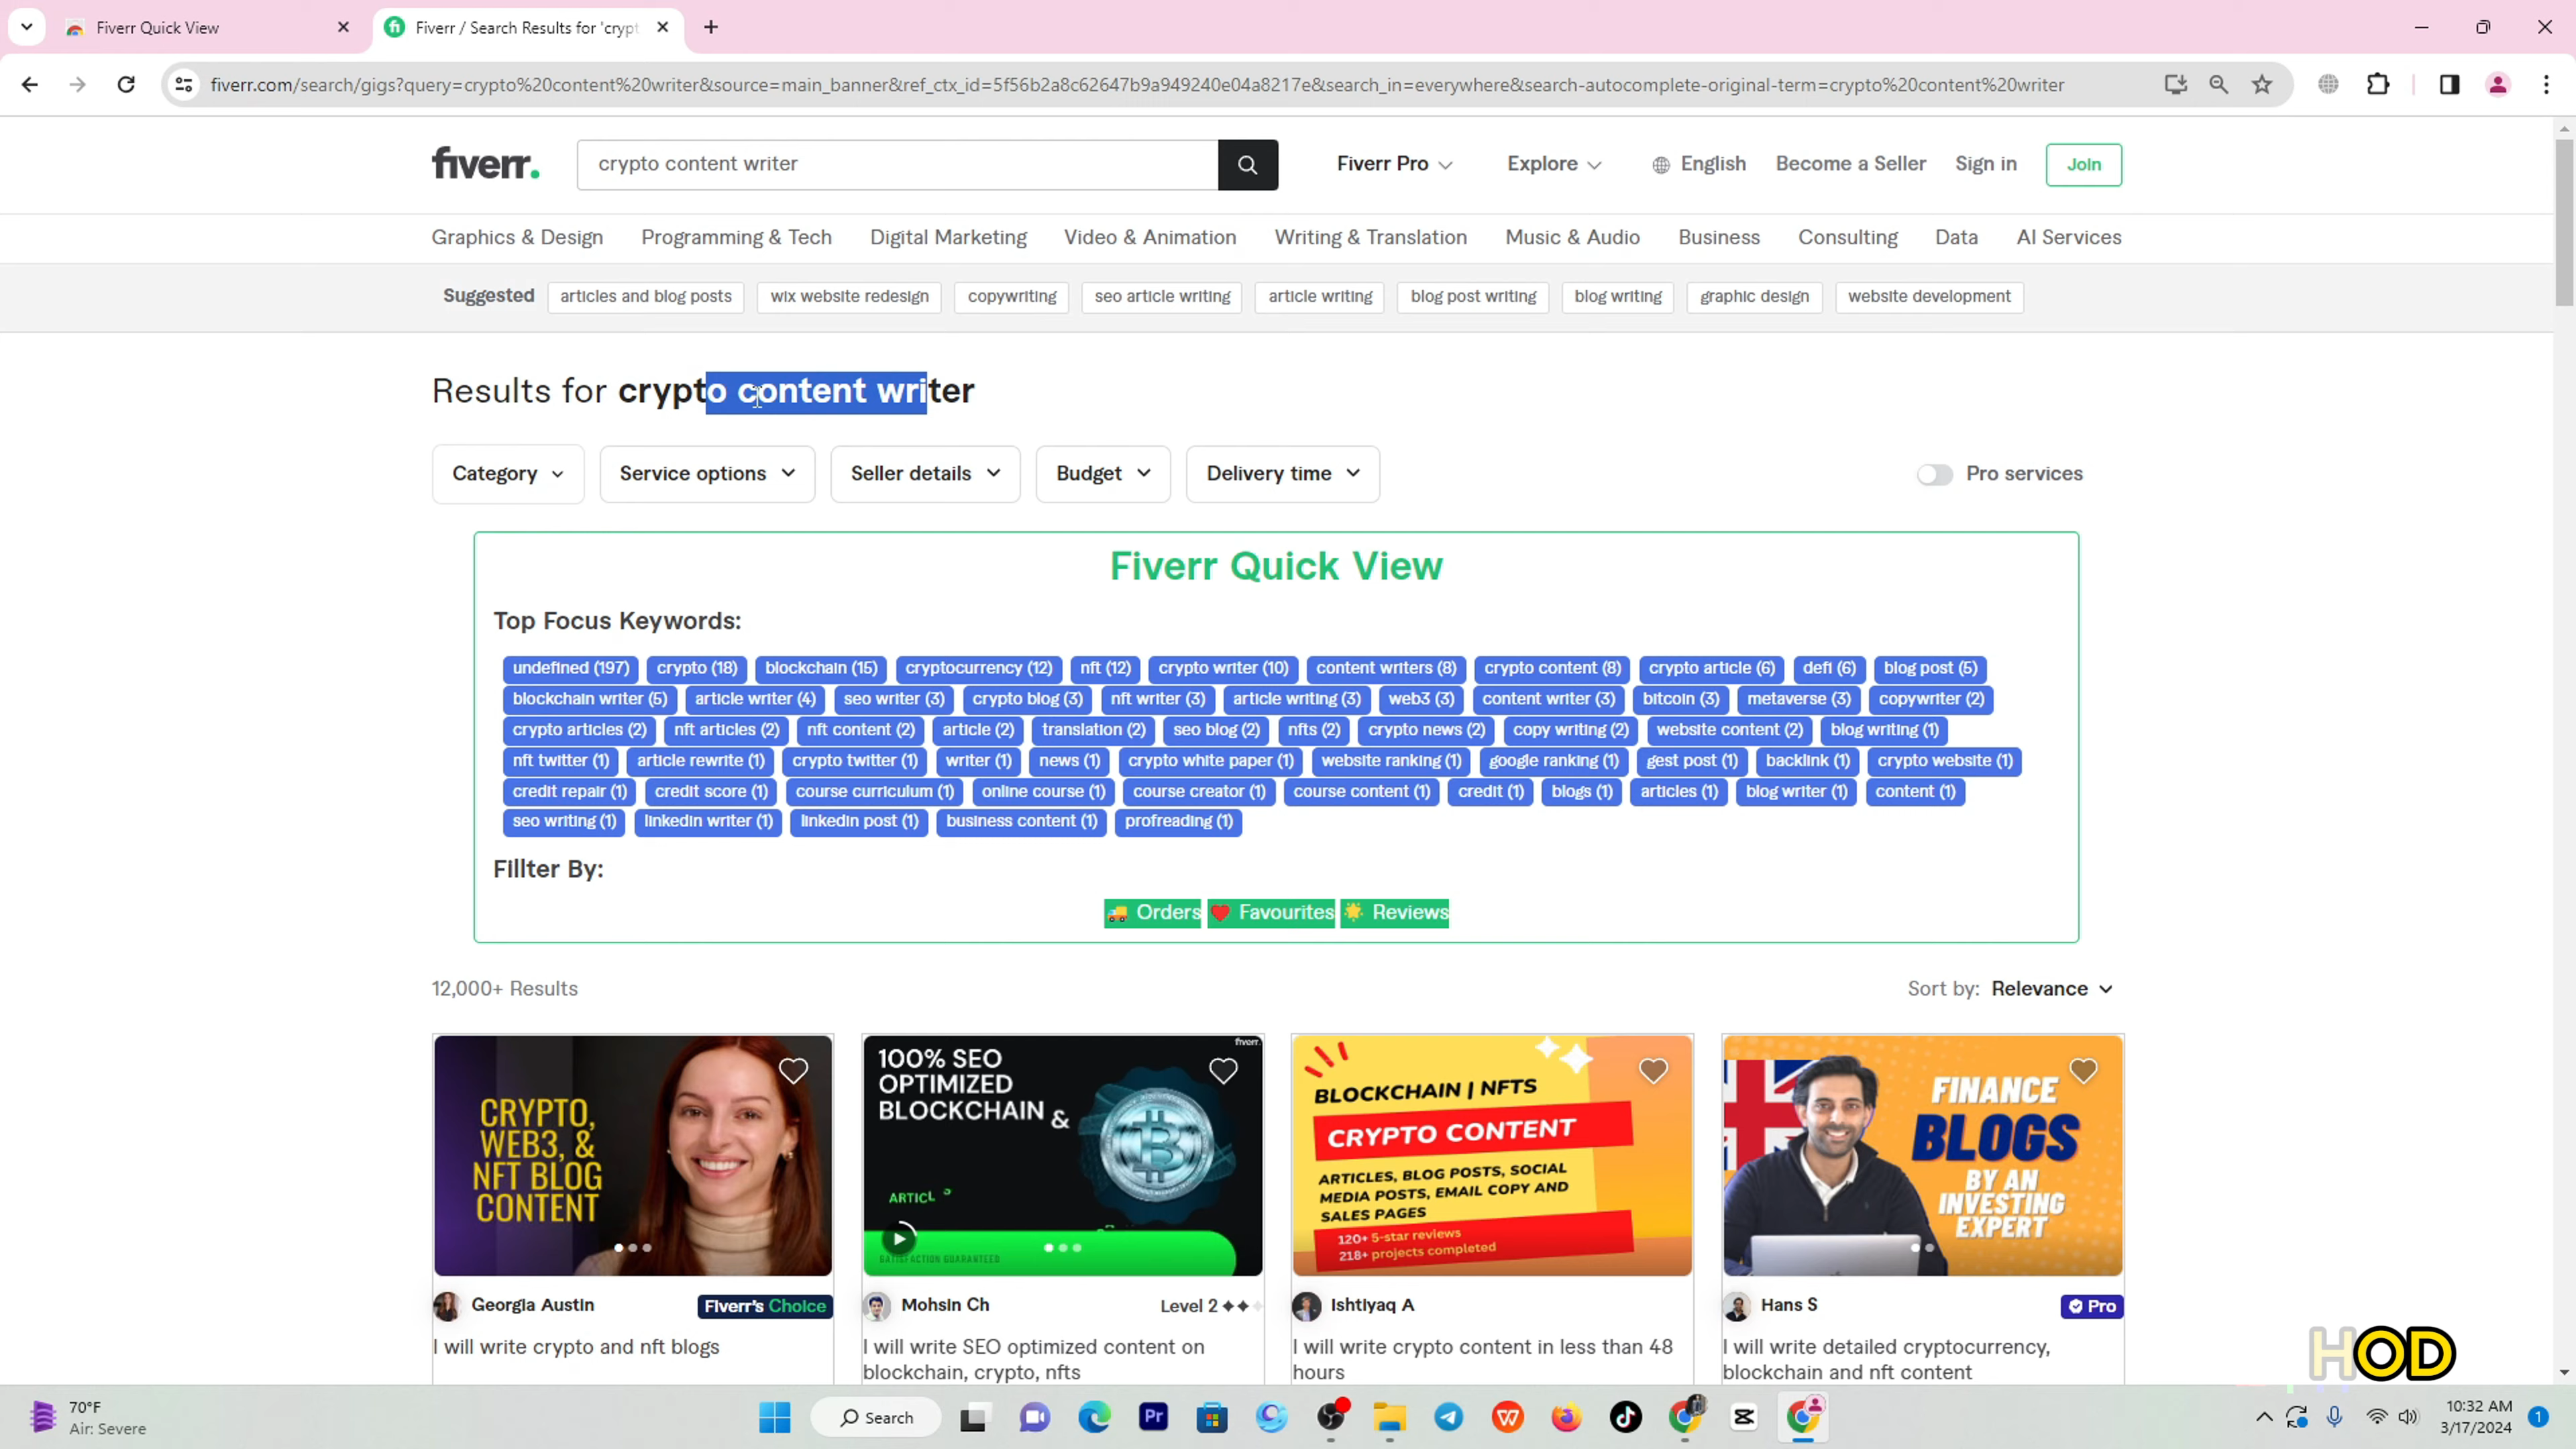 Fiverr Quick View
Fiverr / Search Results for 'crypt
fiverr.com/search/gigs?query=crypto%20content%20writer&source=main_banner&ref_ctx_id=5f56b2a8c62647b9a949240e04a8217e&search_in=everywhere&search-autocomplete-original-term=crypto%20content%20writer
fiverr.
crypto content writer
Fiverr Pro
Explore
English
Become a Seller
Sign in
Join
Graphics & Design
Programming & Tech
Digital Marketing
Video & Animation
Writing & Translation
Music & Audio
Business
Consulting
Data
AI Services
Suggested
articles and blog posts
wix website redesign
copywriting
seo article writing
article writing
blog post writing
blog writing
graphic design
website development
Results for crypto content writer
Category
Service options
Seller details
Budget
Delivery time
Pro services
Fiverr Quick View
Top Focus Keywords:
undefined (197) crypto (18) blockchain (15) cryptocurrency (12) nft (12) crypto writer (10) content writers (8) crypto content (8) crypto article (6) defi (6) blog post (5)
blockchain writer (5) article writer (4) seo writer (3) crypto blog (3) nft writer (3) article writing (3) web3 (3) content writer (3) bitcoin (3) metaverse (3) copywriter (2)
crypto articles (2) nft articles (2) nft content (2) article (2) translation (2) seo blog (2) nfts (2) crypto news (2) copy writing (2) website content (2) blog writing (1)
nft twitter (1) article rewrite (1) crypto twitter (1) writer (1) news (1) crypto white paper (1) website ranking (1) google ranking (1) gest post (1) backlink (1) crypto website (1)
credit repair (1) credit score (1) course curriculum (1) online course (1) course creator (1) course content (1) credit (1) blogs (1) articles (1) blog writer (1) content (1)
seo writing (1) linkedin writer (1) linkedin post (1) business content (1) profreading (1)
Fillter By:
Orders Favourites Reviews
12,000+ Results
Sort by: Relevance
CRYPTO,
WEB3, &
NFT BLOG
CONTENT
Georgia Austin
Fiverr's Choice
I will write crypto and nft blogs
fiverr.
100% SEO
OPTIMIZED
BLOCKCHAIN &
ARTICL
SATISFACTION GUARANTEED
Mohsin Ch
Level 2
I will write SEO optimized content on
blockchain, crypto, nfts
BLOCKCHAIN | NFTS
CRYPTO CONTENT
ARTICLES, BLOG POSTS, SOCIAL
MEDIA POSTS, EMAIL COPY AND
SALES PAGES
120+ 5-star reviews
218+ projects completed
Ishtiyaq A
I will write crypto content in less than 48
hours
FINANCE
BLOGS
BY AN
INVESTING
EXPERT
Hans S
Pro
I will write detailed cryptocurrency,
blockchain and nft content
HOD
70°F
Air: Severe
Search
Pr
10:32 AM
3/17/2024
1